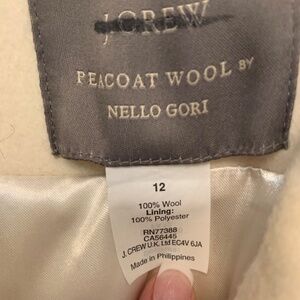 J.CREW
PEACOAT WOOL BY
NELLO GORI
12
100% Wool
Lining:
100% Polyester
RN77388
CA56445
J.CREW U.K. Ltd EC4V 6JA
Made in Philippines